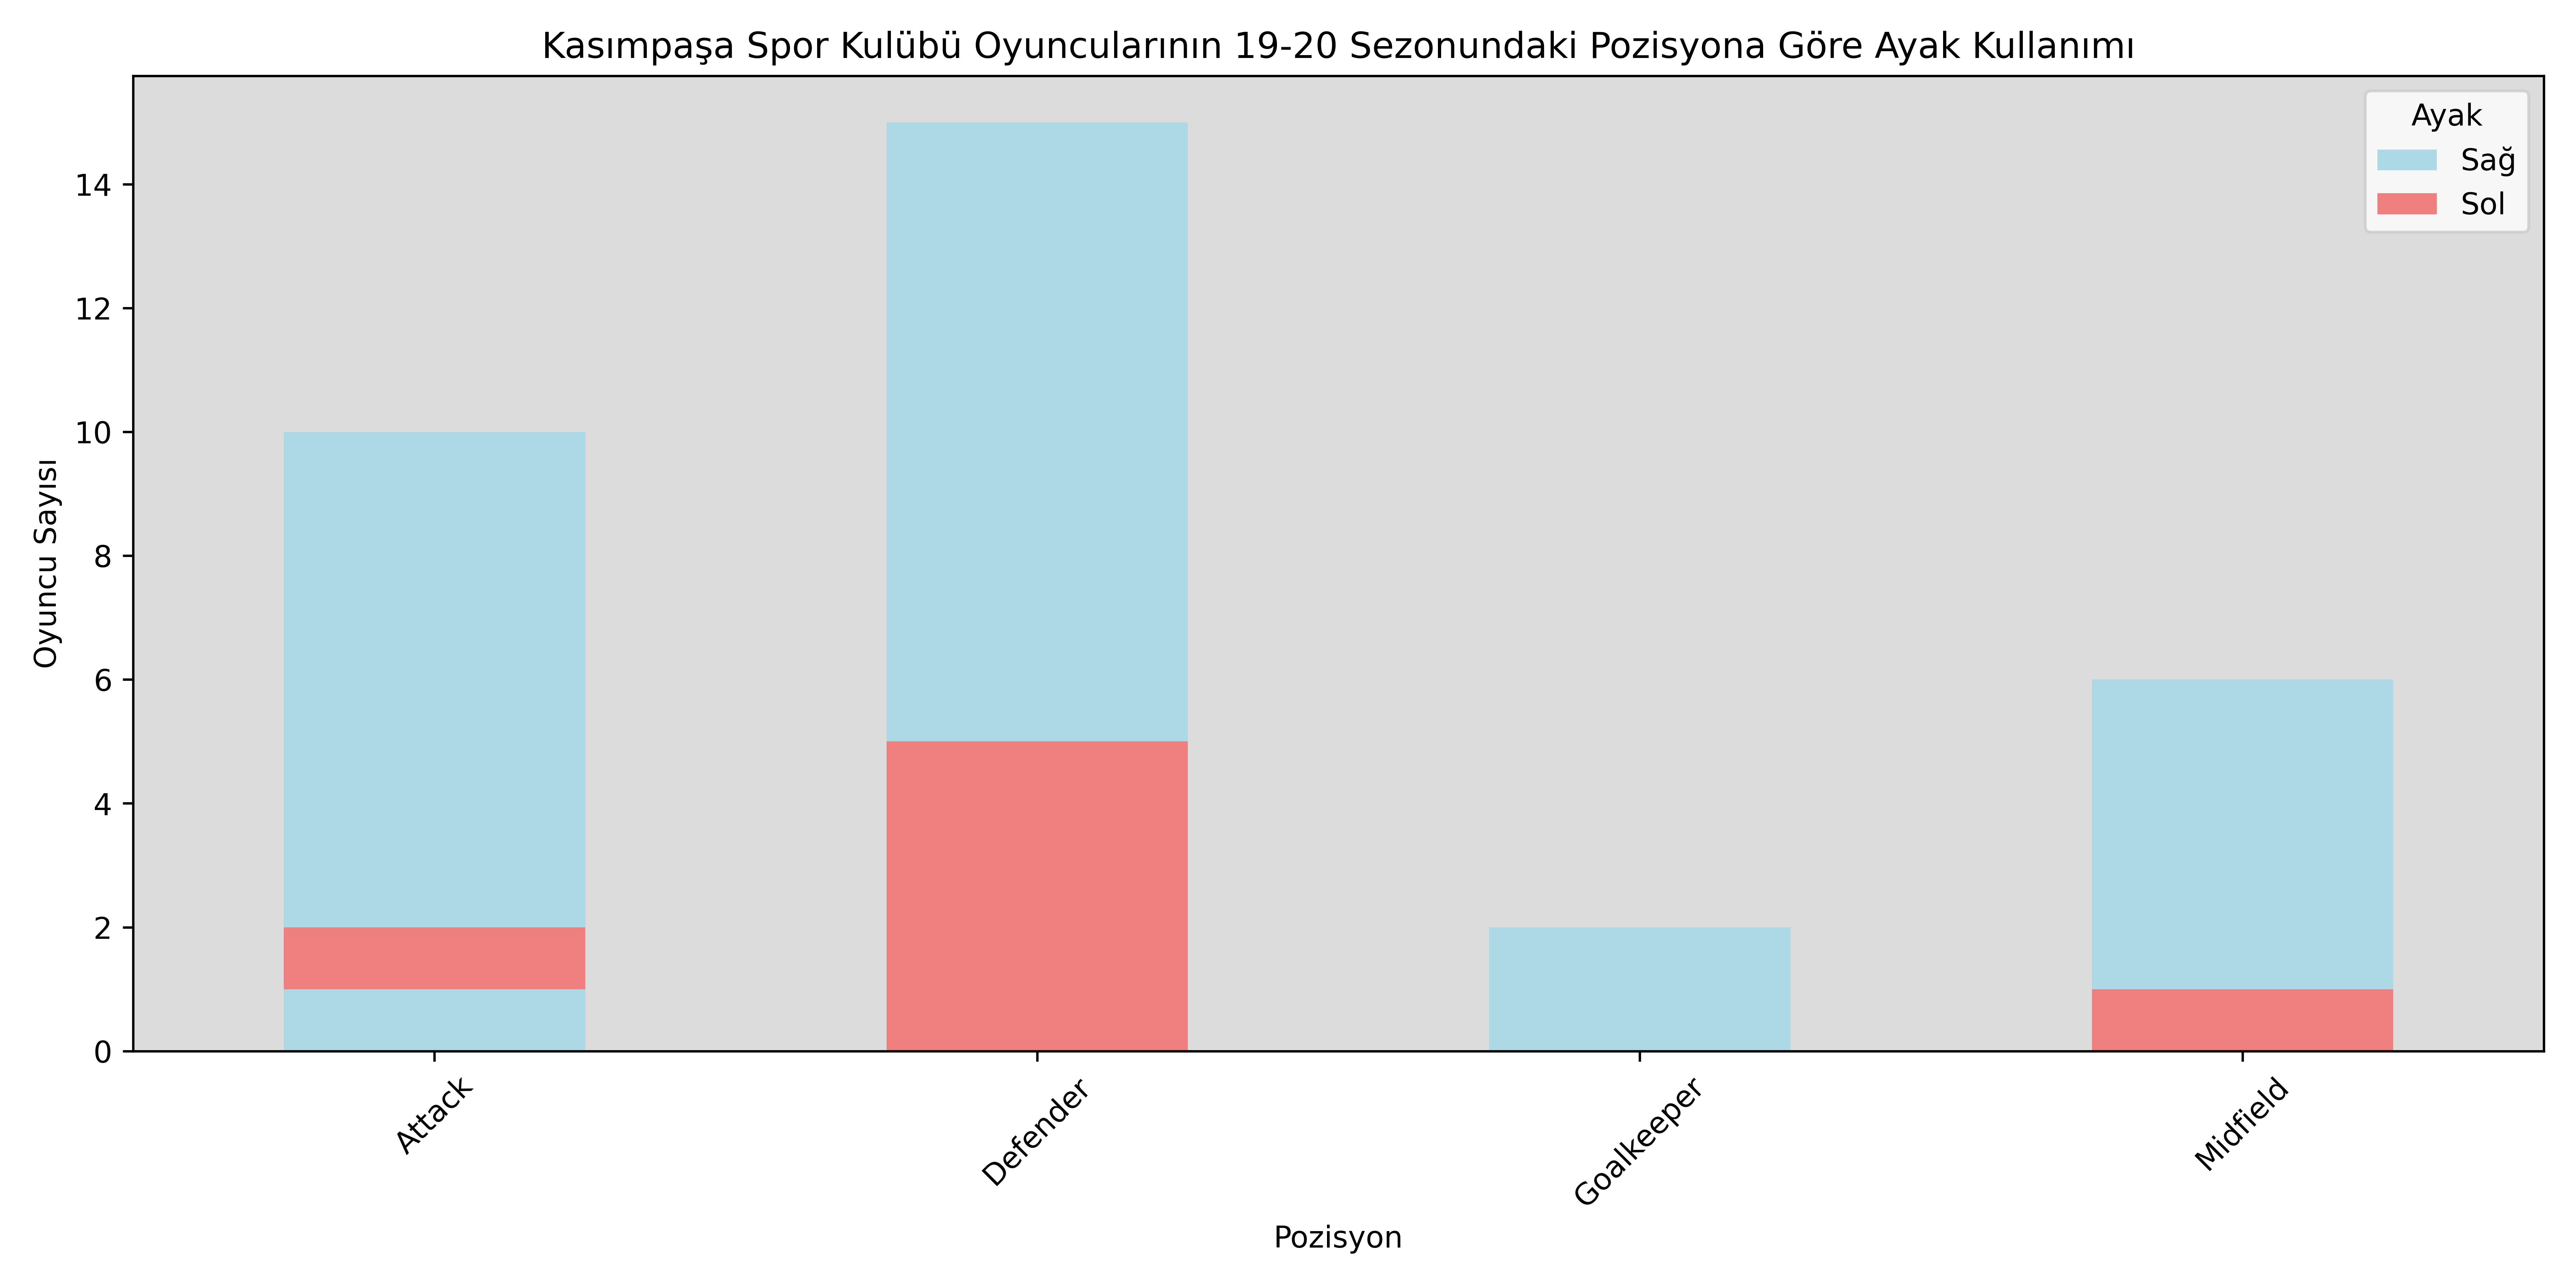 Kasımpaşa Spor Kulübü Oyuncularının 19-20 Sezonundaki Pozisyona Göre Ayak Kullanımı
Ayak
Sağ
Sol
Oyuncu Sayısı
14
12
10
8
6
4
2
0
Attack
Defender
Goalkeeper
Midfield
Pozisyon